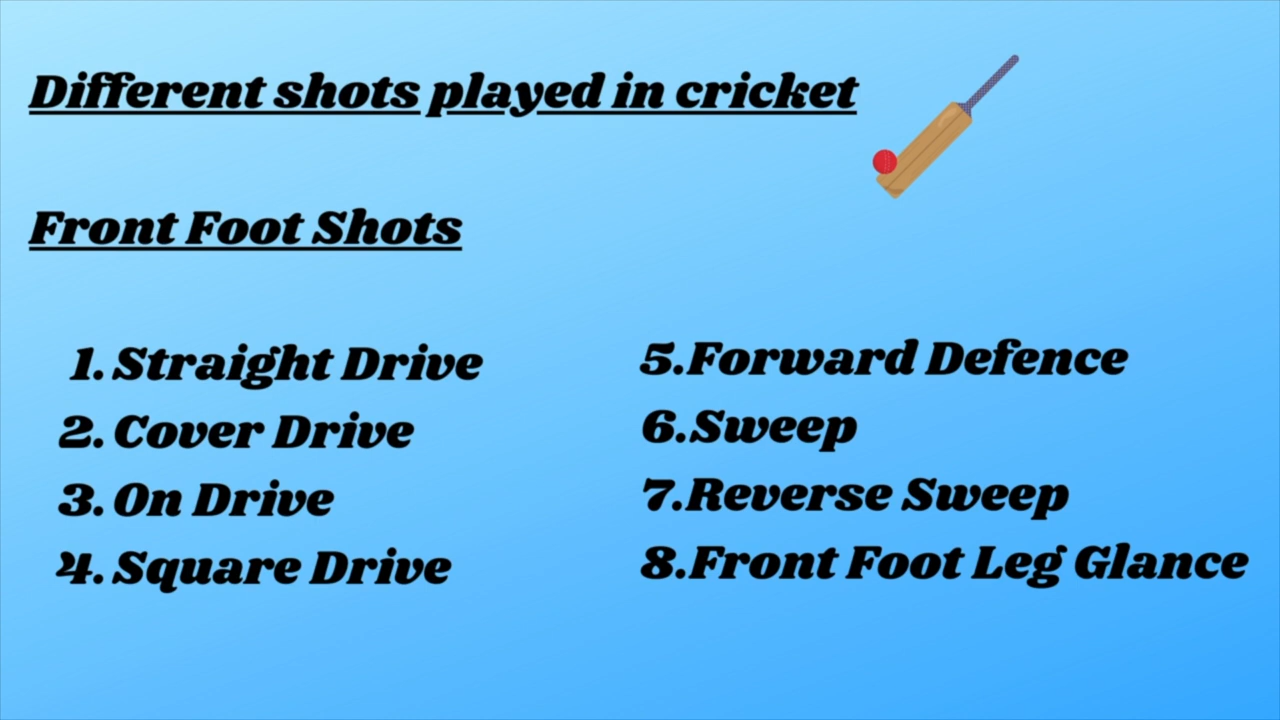 Different shots played in cricket
Front Foot Shots
1. Straight Drive
2. Cover Drive
3. On Drive
4. Square Drive
5.Forward Defence
6.Sweep
7.Reverse Sweep
8.Front Foot Leg Glance